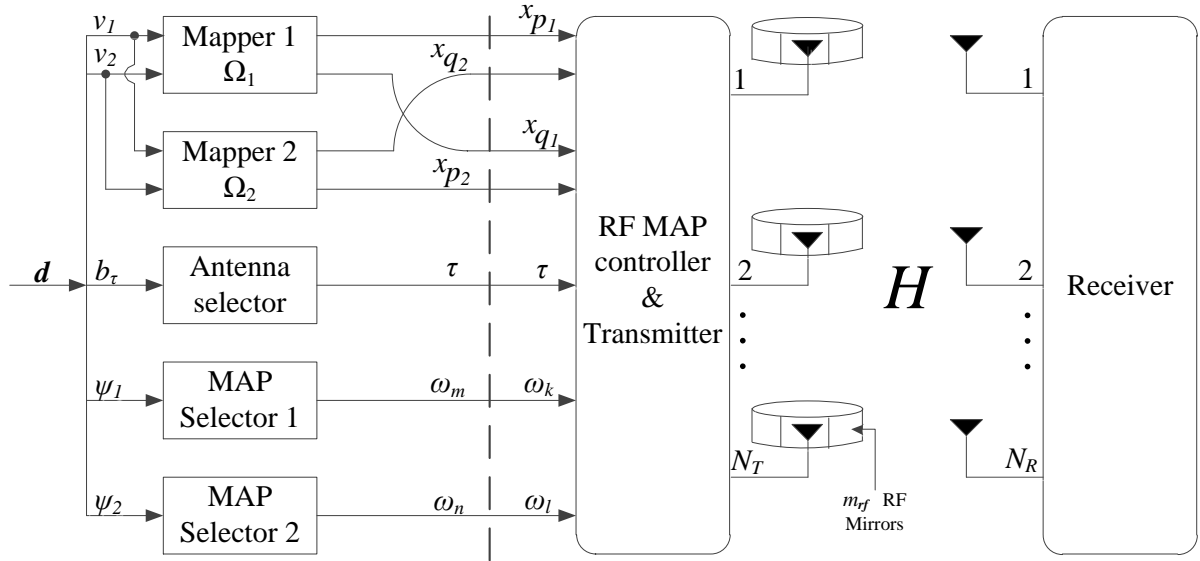 v1
v2
Mapper 1
Ω1
xp1
xq2
Mapper 2
Ω2
xq1
xp2
d
bτ
Antenna
selector
τ
τ
ψ1
MAP
Selector 1
ωm
ωk
ψ2
MAP
Selector 2
ωn
ωl
RF MAP
controller
&
Transmitter
1
2
NT
mrf RF
Mirrors
H
1
2
NR
Receiver